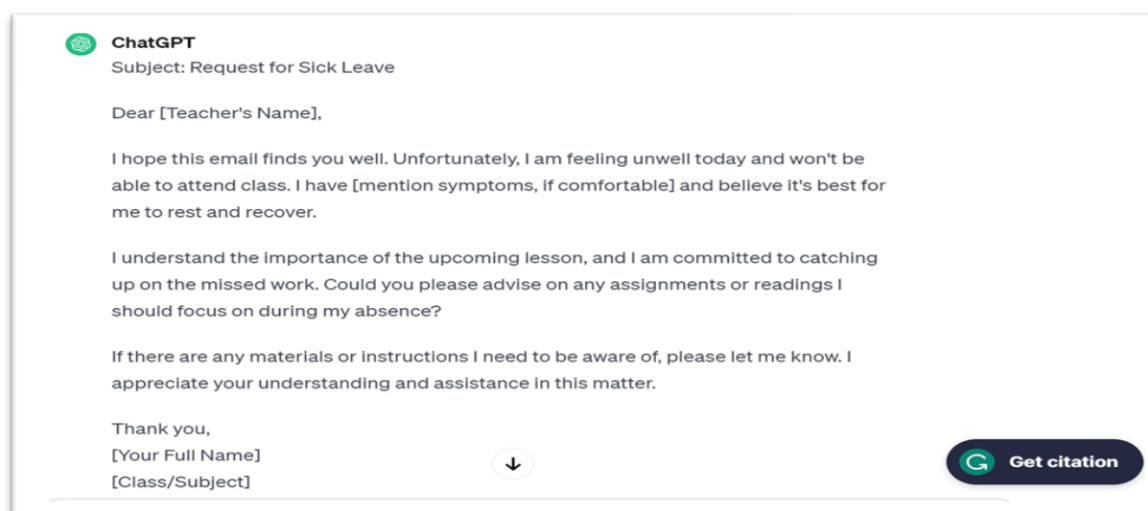 ChatGPT
Subject: Request for Sick Leave
Dear [Teacher's Name],
I hope this email finds you well. Unfortunately, I am feeling unwell today and won't be
able to attend class. I have [mention symptoms, if comfortable] and believe it's best for
me to rest and recover.
I understand the importance of the upcoming lesson, and I am committed to catching
up on the missed work. Could you please advise on any assignments or readings I
should focus on during my absence?
If there are any materials or instructions I need to be aware of, please let me know. I
appreciate your understanding and assistance in this matter.
Thank you,
[Your Full Name]
[Class/Subject]
Get citation